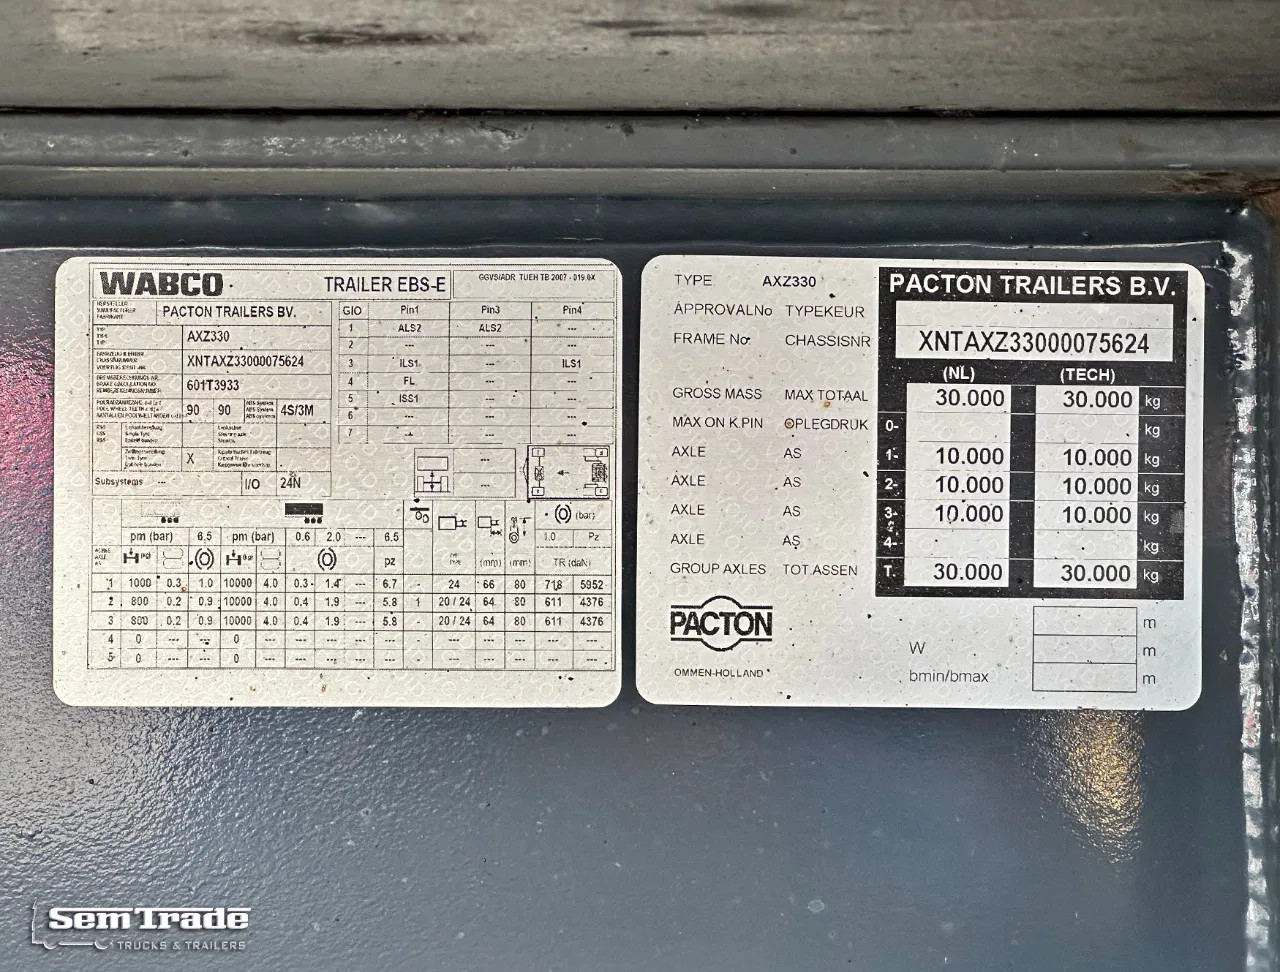 WABCO
TRAILER EBS-E
GGVS/ADR TUEH TB 2007 - 019.0X
PACTON TRAILERS BV.
AXZ330
XNTAXZ33000075624
601T3933
90 90 4S/3M
X
Subsystems --- I/O 24N
GIO Pin1 Pin3 Pin4
1 ALS2 ALS2 ---
2 --- --- ---
3 ILS1 --- ILS1
4 FL --- ---
5 ISS1 --- ---
6 --- --- ---
7 --- --- ---
pm (bar) 6.5 pm (bar) 0.6 2.0 --- 6.5 1.0 Pz
(bar)
pz (mm) (mm) TR (daN)
1 1000 0.3 1.0 10000 4.0 0.3 1.4 --- 6.7 - 24 66 80 718 5952
2 800 0.2 0.9 10000 4.0 0.4 1.9 --- 5.8 1 20 / 24 64 80 611 4376
3 800 0.2 0.9 10000 4.0 0.4 1.9 --- 5.8 - 20 / 24 64 80 611 4376
4 0 --- --- 0 --- --- --- --- --- - --- --- --- --- ---
5 0 --- --- 0 --- --- --- --- --- - --- --- --- --- ---
TYPE AXZ330
PACTON TRAILERS B.V.
APPROVALNo TYPEKEUR
FRAME No CHASSISNR XNTAXZ33000075624
(NL) (TECH)
GROSS MASS MAX TOTAAL 30.000 30.000 kg
MAX ON K.PIN OPLEGDRUK 0- kg
AXLE AS 1- 10.000 10.000 kg
AXLE AS 2- 10.000 10.000 kg
AXLE AS 3- 10.000 10.000 kg
AXLE AS 4- kg
GROUP AXLES TOT ASSEN T. 30.000 30.000 kg
PACTON
OMMEN-HOLLAND
m
W m
bmin/bmax m
SemTrade
TRUCKS & TRAILERS